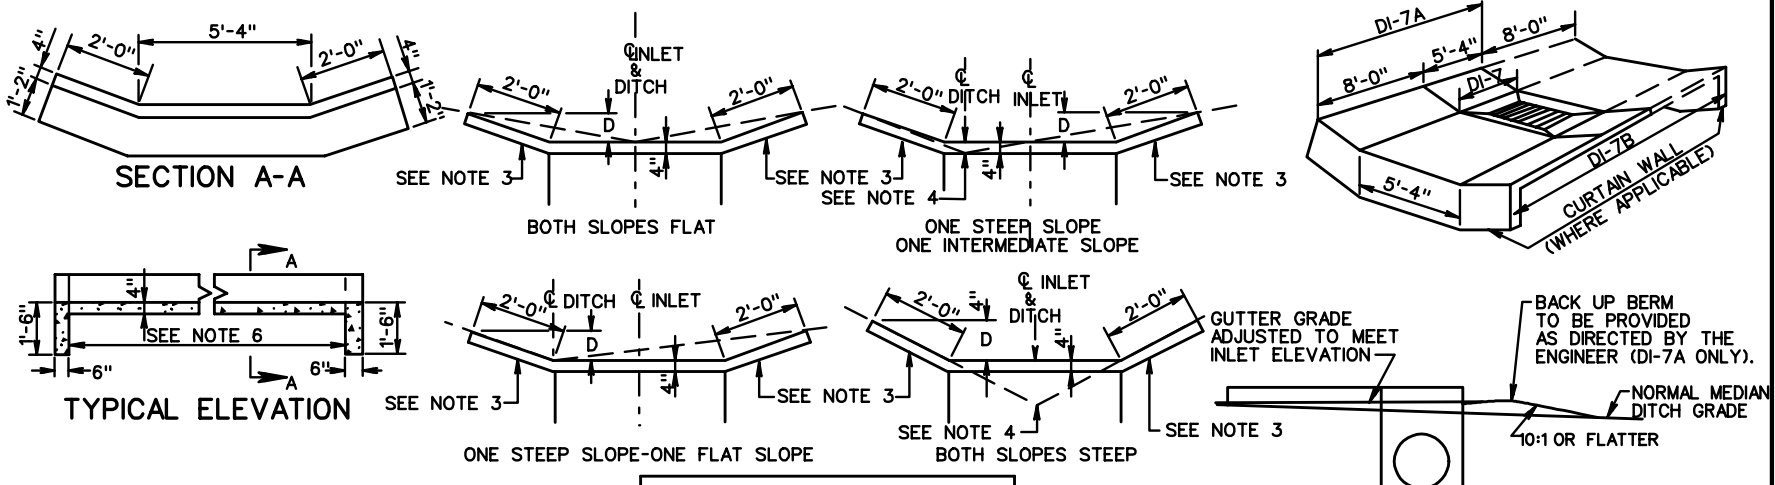 4"
2'-0"
5'-4"
2'-0"
4"
1'-2"
1'-2"
SECTION A-A
A
4"
1'-6"
SEE NOTE 6
1'-6"
6"
6"
A
TYPICAL ELEVATION
℄ INLET
&
DITCH
2'-0"
2'-0"
D
4"
SEE NOTE 3
SEE NOTE 3
BOTH SLOPES FLAT
℄
DITCH
℄
INLET
2'-0"
2'-0"
D
4"
SEE NOTE 4
SEE NOTE 3
ONE STEEP SLOPE
ONE INTERMEDIATE SLOPE
2'-0"
℄ DITCH
℄ INLET
2'-0"
D
4"
SEE NOTE 3
SEE NOTE 3
ONE STEEP SLOPE-ONE FLAT SLOPE
℄ INLET
&
DITCH
2'-0"
4"
2'-0"
D
4"
SEE NOTE 4
SEE NOTE 3
BOTH SLOPES STEEP
DI-7A
8'-0"
5'-4"
8'-0"
DI-7
DI-7B
5'-4"
CURTAIN WALL
(WHERE APPLICABLE)
GUTTER GRADE
ADJUSTED TO MEET
INLET ELEVATION
BACK UP BERM
TO BE PROVIDED
AS DIRECTED BY THE
ENGINEER (DI-7A ONLY).
NORMAL MEDIAN
DITCH GRADE
10:1 OR FLATTER